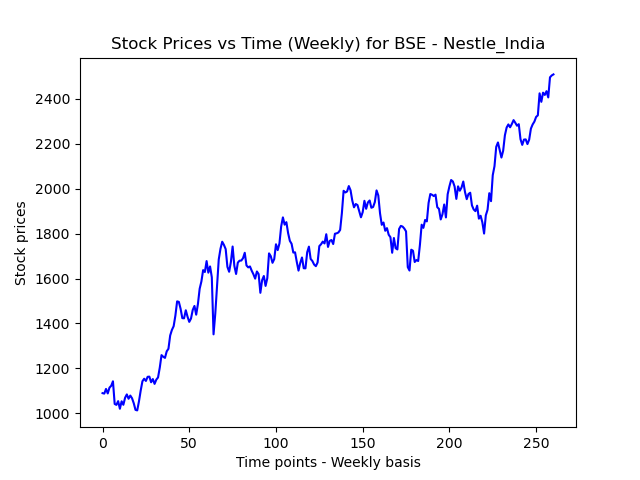 Stock Prices vs Time (Weekly) for BSE - Nestle_India
2400
2200
2000
1800
1600
1400
1200
1000
Stock prices
0 50 100 150 200 250
Time points - Weekly basis